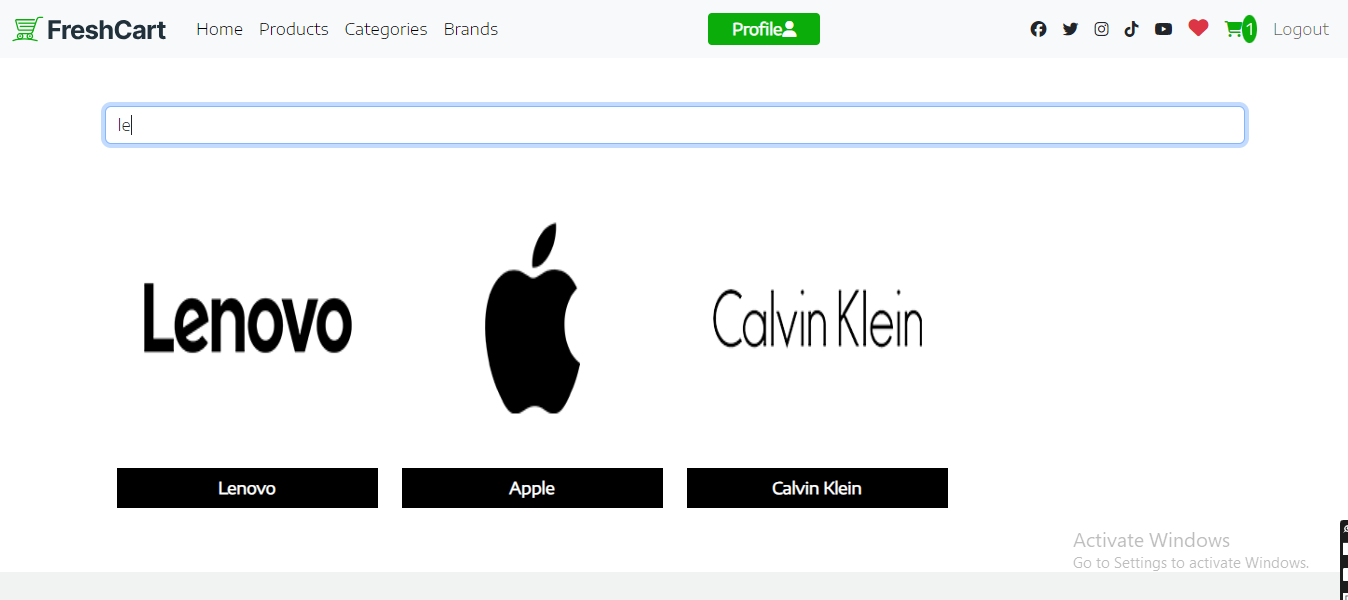 FreshCart Home Products Categories Brands Profile 1 Logout
le
Lenovo Calvin Klein
Lenovo Apple Calvin Klein
Activate Windows
Go to Settings to activate Windows.